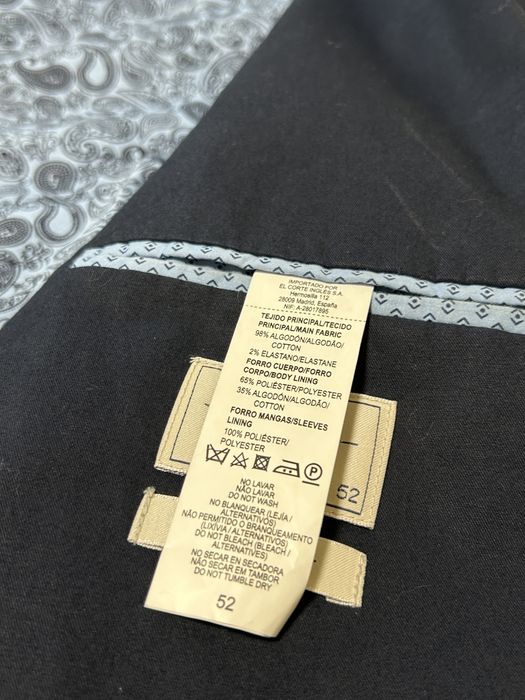 IMPORTADO POR
EL CORTE INGLES S.A.
Hermosilla 112
28009 Madrid, España
NIF: A-28017895
TEJIDO PRINCIPAL/TECIDO
PRINCIPAL/MAIN FABRIC
98% ALGODÓN/ALGODÃO/
COTTON
2% ELASTANO/ELASTANE
FORRO CUERPO/FORRO
CORPO/BODY LINING
65% POLIÉSTER/POLYESTER
35% ALGODÓN/ALGODÃO/
COTTON
FORRO MANGAS/SLEEVES
LINING
100% POLIÉSTER/
POLYESTER
P
NO LAVAR
NÃO LAVAR
DO NOT WASH
NO BLANQUEAR (LEJÍA /
ALTERNATIVOS)
NÃO PERMITIDO O BRANQUEAMENTO
(LIXÍVIA / ALTERNATIVOS)
DO NOT BLEACH (BLEACH /
ALTERNATIVES)
NO SECAR EN SECADORA
NÃO SECAR EM TAMBOR
DO NOT TUMBLE DRY
52
52